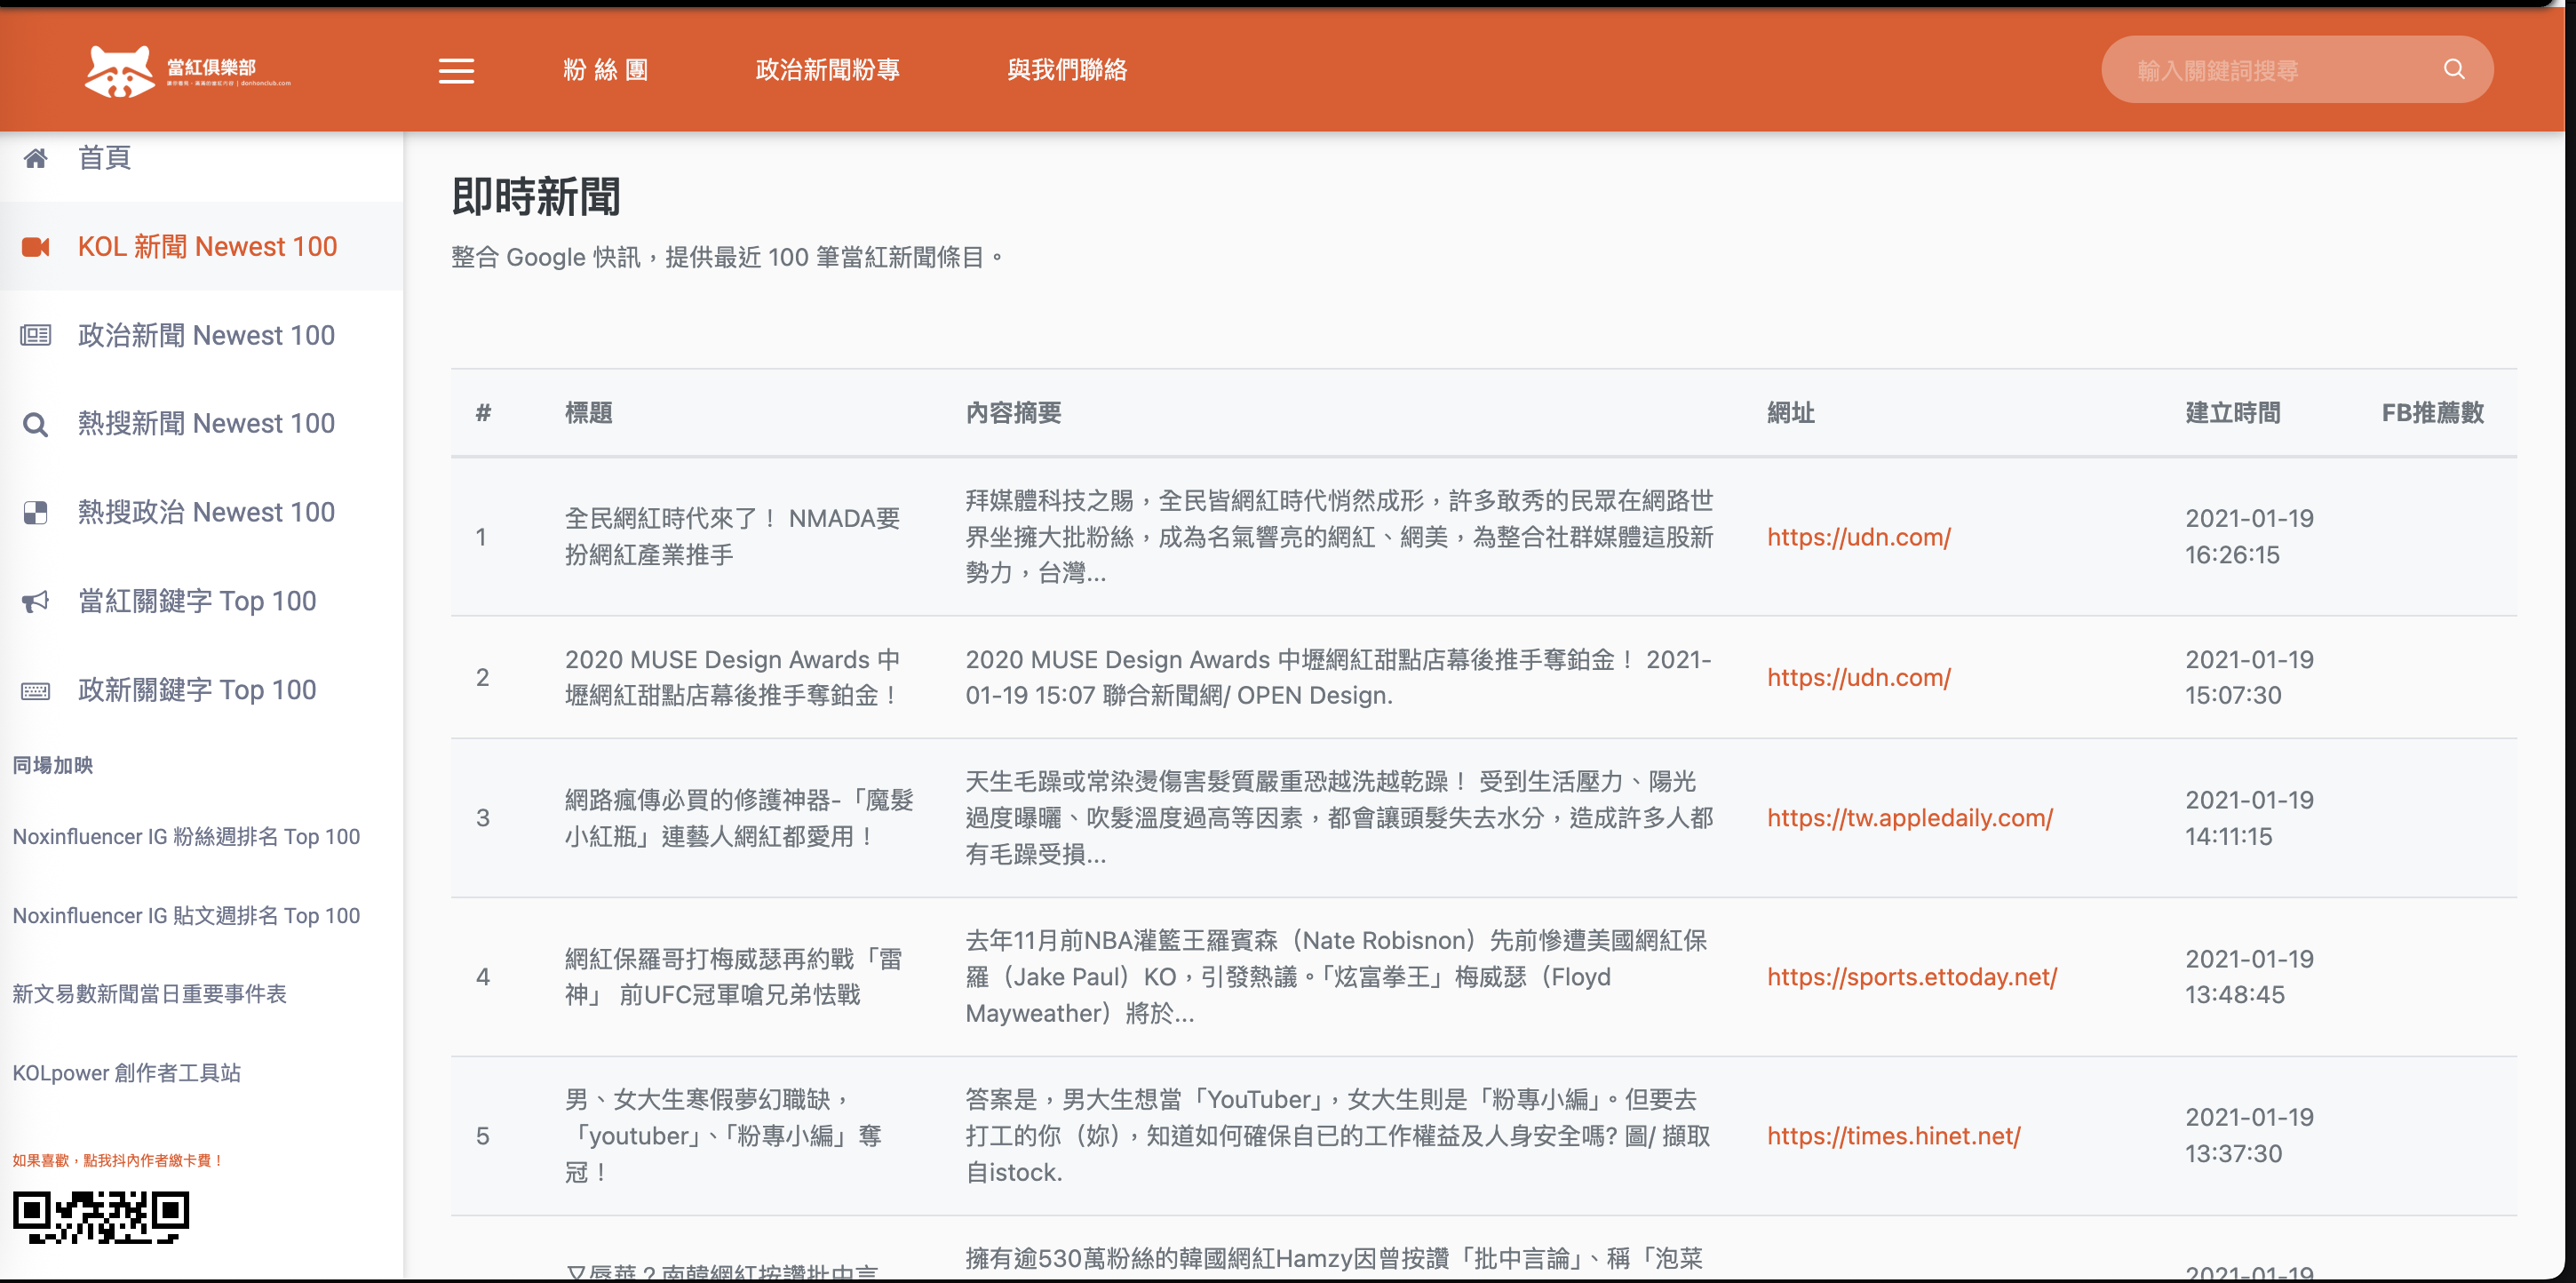 當紅俱樂部
粉 絲 團
政治新聞粉專
與我們聯絡
輸入關鍵詞搜尋
首頁
KOL 新聞 Newest 100
政治新聞 Newest 100
熱搜新聞 Newest 100
熱搜政治 Newest 100
當紅關鍵字 Top 100
政新關鍵字 Top 100
同場加映
Noxinfluencer IG 粉絲週排名 Top 100
Noxinfluencer IG 貼文週排名 Top 100
新文易數新聞當日重要事件表
KOLpower 創作者工具站
如果喜歡，點我抖內作者繳卡費！
即時新聞
整合 Google 快訊，提供最近 100 筆當紅新聞條目。
# 標題 內容摘要 網址 建立時間 FB推薦數
1
全民網紅時代來了！ NMADA要
扮網紅產業推手
拜媒體科技之賜，全民皆網紅時代悄然成形，許多敢秀的民眾在網路世
界坐擁大批粉絲，成為名氣響亮的網紅、網美，為整合社群媒體這股新
勢力，台灣...
https://udn.com/
2021-01-19
16:26:15
2
2020 MUSE Design Awards 中
壢網紅甜點店幕後推手奪鉑金！
2020 MUSE Design Awards 中壢網紅甜點店幕後推手奪鉑金！ 2021-
01-19 15:07 聯合新聞網/ OPEN Design.
https://udn.com/
2021-01-19
15:07:30
3
網路瘋傳必買的修護神器-「魔髮
小紅瓶」連藝人網紅都愛用！
天生毛躁或常染燙傷害髮質嚴重恐越洗越乾躁！ 受到生活壓力、陽光
過度曝曬、吹髮溫度過高等因素，都會讓頭髮失去水分，造成許多人都
有毛躁受損...
https://tw.appledaily.com/
2021-01-19
14:11:15
4
網紅保羅哥打梅威瑟再約戰「雷
神」 前UFC冠軍嗆兄弟怯戰
去年11月前NBA灌籃王羅賓森（Nate Robisnon）先前慘遭美國網紅保
羅（Jake Paul）KO，引發熱議。「炫富拳王」梅威瑟（Floyd
Mayweather）將於...
https://sports.ettoday.net/
2021-01-19
13:48:45
5
男、女大生寒假夢幻職缺，
「youtuber」、「粉專小編」奪
冠！
答案是，男大生想當「YouTuber」，女大生則是「粉專小編」。但要去
打工的你（妳），知道如何確保自已的工作權益及人身安全嗎? 圖/ 擷取
自istock.
https://times.hinet.net/
2021-01-19
13:37:30
又辱華？南韓網紅按讚批中言
擁有逾530萬粉絲的韓國網紅Hamzy因曾按讚「批中言論」、稱「泡菜
2021-01-19